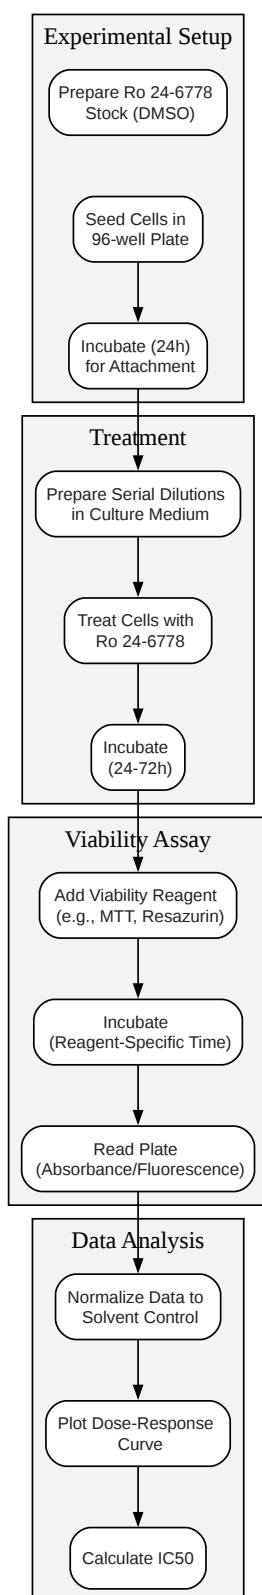 Experimental Setup
Prepare Ro 24-6778
Stock (DMSO)
Seed Cells in
96-well Plate
Incubate (24h)
for Attachment
Treatment
Prepare Serial Dilutions
in Culture Medium
Treat Cells with
Ro 24-6778
Incubate
(24-72h)
Viability Assay
Add Viability Reagent
(e.g., MTT, Resazurin)
Incubate
(Reagent-Specific Time)
Read Plate
(Absorbance/Fluorescence)
Data Analysis
Normalize Data to
Solvent Control
Plot Dose-Response
Curve
Calculate IC50